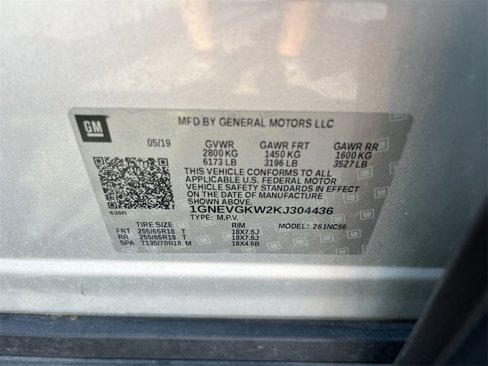 GM
MFD BY GENERAL MOTORS LLC
05/19 GVWR GAWR FRT GAWR RR
2800 KG 1450 KG 1600 KG
6173 LB 3196 LB 3527 LB
THIS VEHICLE CONFORMS TO ALL
APPLICABLE U.S. FEDERAL MOTOR
VEHICLE SAFETY STANDARDS IN EFFECT
ON THE DATE OF MANUFACTURE
SHOWN ABOVE.
1GNEVGKW2KJ304436
636R TYPE: M.P.V.
TIRE SIZE RIM MODEL: 261NC56
FRT 255/65R18 T 18X7.5J
RR 255/65R18 T 18X7.5J
SPA T135/70R18 M 18X4.5B